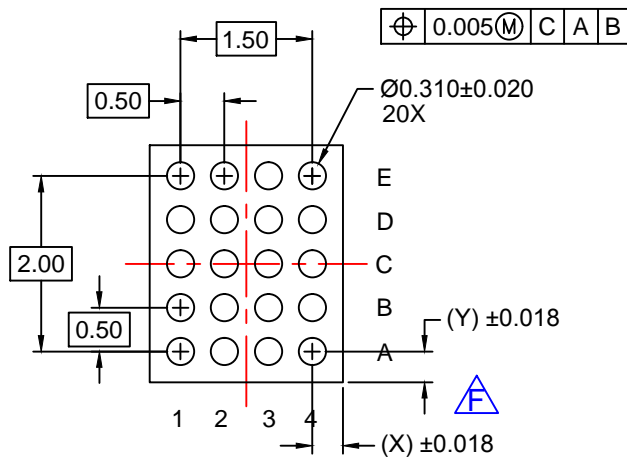 ⌖ 0.005Ⓜ C A B
1.50
0.50
Ø0.310±0.020
20X
E
D
2.00
C
B
0.50
(Y) ±0.018
A
F
1 2 3 4
(X) ±0.018